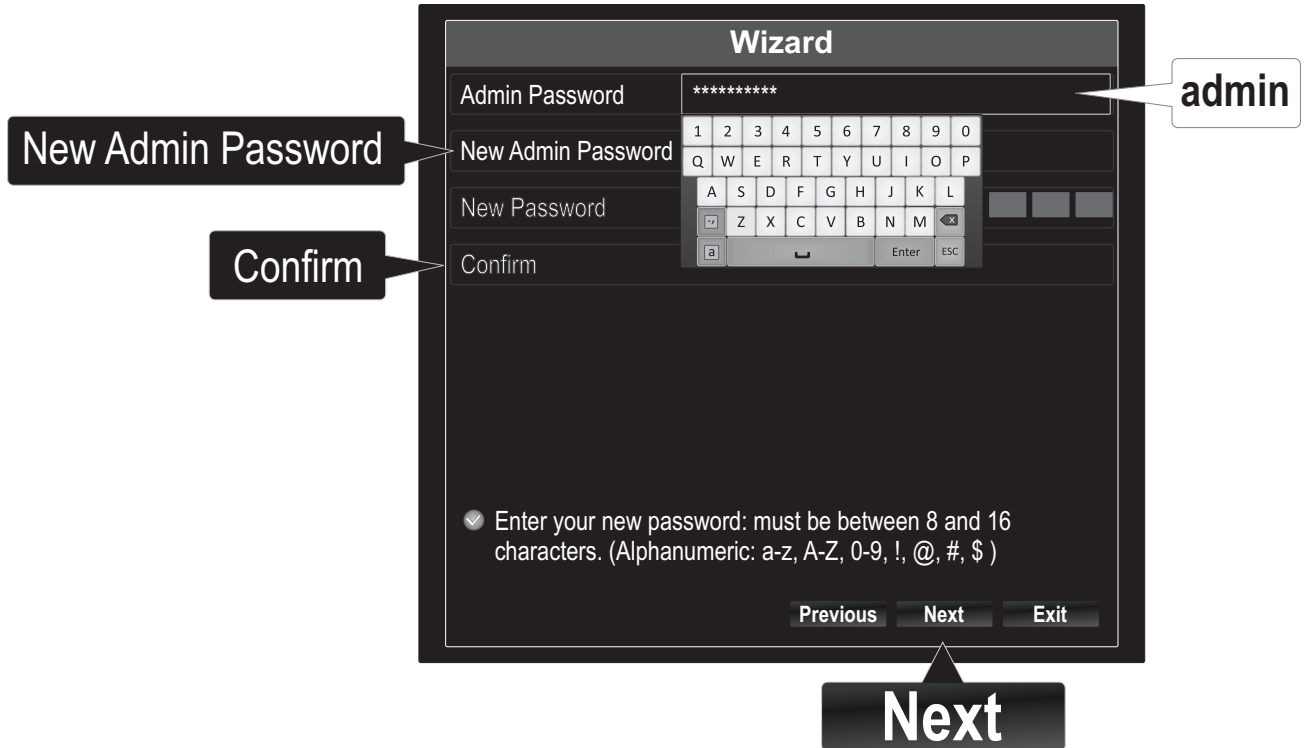 Wizard
Admin Password
**********
admin
New Admin Password
New Admin Password
1 2 3 4 5 6 7 8 9 0
Q W E R T Y U I O P
A S D F G H J K L
New Password
Z X C V B N M X
., 
a Enter ESC
Confirm
Confirm
Enter your new password: must be between 8 and 16
characters. (Alphanumeric: a-z, A-Z, 0-9, !, @, #, $ )
Previous Next Exit
Next